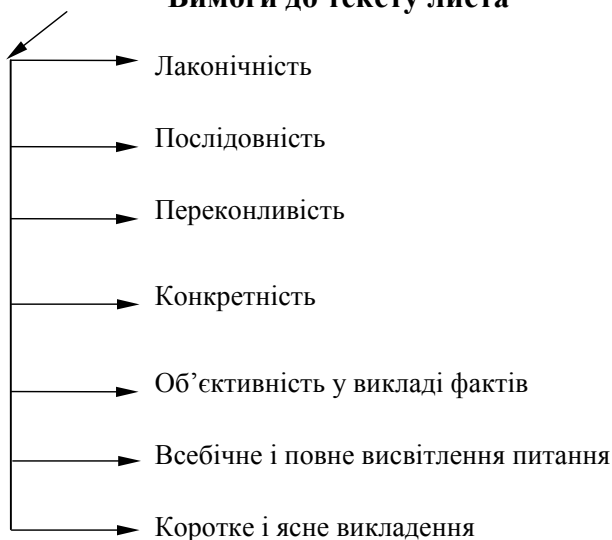 Вимоги до тексту листа
Лаконічність
Послідовність
Переконливість
Конкретність
Об’єктивність у викладі фактів
Всебічне і повне висвітлення питання
Коротке і ясне викладення